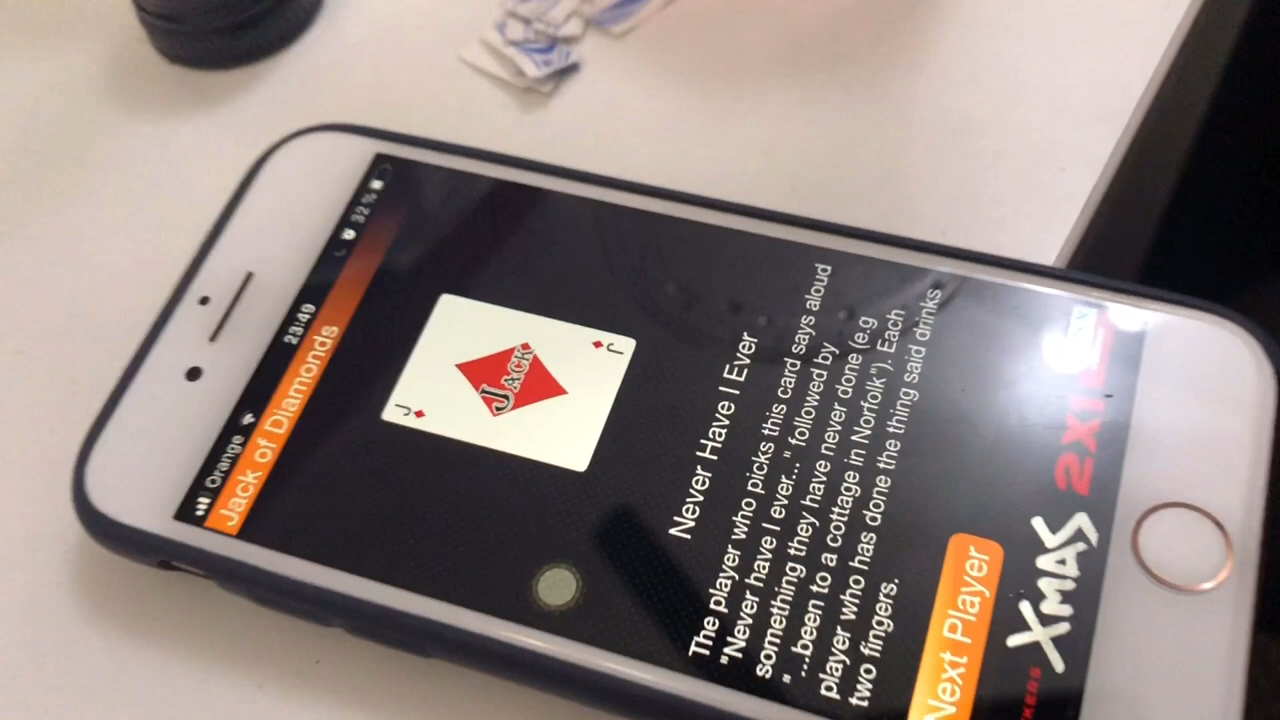 Orange 23:49 32%
Jack of Diamonds
J
JACK
J
Never Have I Ever
The player who picks this card says aloud
"Never have I ever..." followed by
something they have never done (e.g
" ...been to a cottage in Norfolk"). Each
player who has done the thing said drinks
two fingers.
Next Player
XMAS 2X1